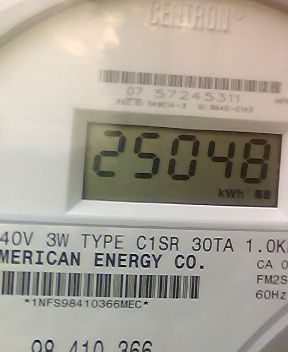 CENTRON
07 57245311
25048
kWh
40V 3W TYPE C1SR 30TA 1.0K
MERICAN ENERGY CO.
CA 0
FM2S
60Hz
*1NFS98410366MEC*
98 410 366